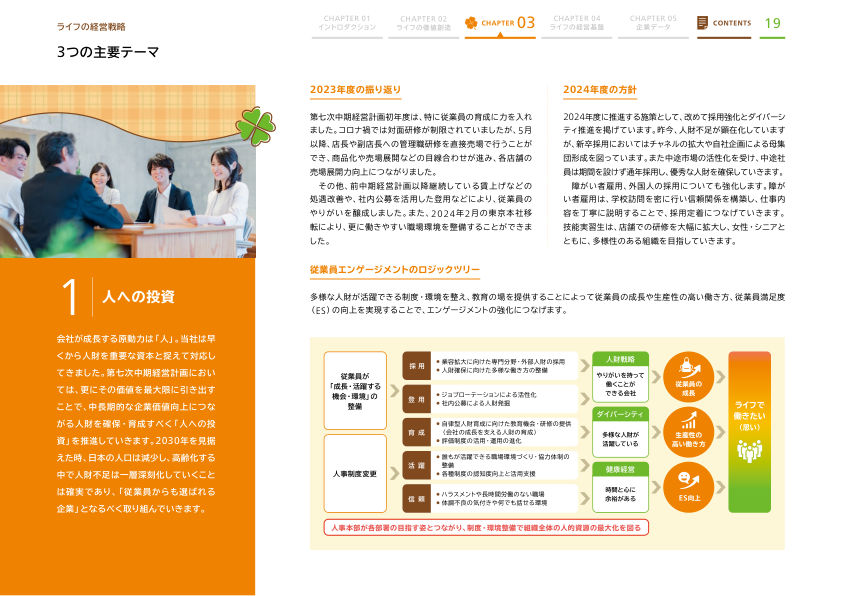 ライフの経営戦略
3つの主要テーマ
CHAPTER 01
イントロダクション
CHAPTER 02
ライフの価値創造
CHAPTER 03
CHAPTER 04
ライフの経営基盤
CHAPTER 05
企業データ
CONTENTS
19
1
人への投資
会社が成長する原動力は「人」。当社は早
くから人財を重要な資本と捉えて対応し
てきました。第七次中期経営計画におい
ては、更にその価値を最大限に引き出す
ことで、中長期的な企業価値向上につな
がる人財を確保・育成すべく「人への投
資」を推進していきます。2030年を見据
えた時、日本の人口は減少し、高齢化する
中で人財不足は一層深刻化していくこと
は確実であり、「従業員からも選ばれる
企業」となるべく取り組んでいきます。
2023年度の振り返り
第七次中期経営計画初年度は、特に従業員の育成に力を入れ
ました。コロナ禍では対面研修が制限されていましたが、5月
以降、店長や副店長への管理職研修を直接売場で行うことが
でき、商品化や売場展開などの目線合わせが進み、各店舗の
売場展開力向上につながりました。
その他、前中期経営計画以降継続している賃上げなどの
処遇改善や、社内公募を活用した登用などにより、従業員の
やりがいを醸成しました。また、2024年2月の東京本社移
転により、更に働きやすい職場環境を整備することができま
した。
2024年度の方針
2024年度に推進する施策として、改めて採用強化とダイバーシ
ティ推進を掲げています。昨今、人財不足が顕在化しています
が、新卒採用においてはチャネルの拡大や自社企画による母集
団形成を図っています。また中途市場の活性化を受け、中途社
員は期間を設けず通年採用し、優秀な人財を確保していきます。
障がい者雇用、外国人の採用についても強化します。障が
い者雇用は、学校訪問を密に行い信頼関係を構築し、仕事内
容を丁寧に説明することで、採用定着につなげていきます。
技能実習生は、店舗での研修を大幅に拡大し、女性・シニアと
ともに、多様性のある組織を目指していきます。
従業員エンゲージメントのロジックツリー
多様な人財が活躍できる制度・環境を整え、教育の場を提供することによって従業員の成長や生産性の高い働き方、従業員満足度
（ES）の向上を実現することで、エンゲージメントの強化につなげます。
従業員が
「成長・活躍する
機会・環境」の
整備
人事制度変更
採用
● 業容拡大に向けた専門分野・外部人財の採用
● 人財確保に向けた多様な働き方の整備
登用
● ジョブローテーションによる活性化
● 社内公募による人財発掘
育成
● 自律型人財育成に向けた教育機会・研修の提供
（会社の成長を支える人財の育成）
● 評価制度の活用・運用の進化
活躍
● 誰もが活躍できる職場環境づくり・協力体制の
整備
● 各種制度の認知度向上と活用支援
信頼
● ハラスメントや長時間労働のない職場
● 体調不良の気付きや何でも話せる環境
人財戦略
やりがいを持って
働くことが
できる会社
ダイバーシティ
多様な人財が
活躍している
健康経営
時間と心に
余裕がある
従業員の
成長
生産性の
高い働き方
ES向上
ライフで
働きたい
（思い）
人事本部が各部署の目指す姿とつながり、制度・環境整備で組織全体の人的資源の最大化を図る